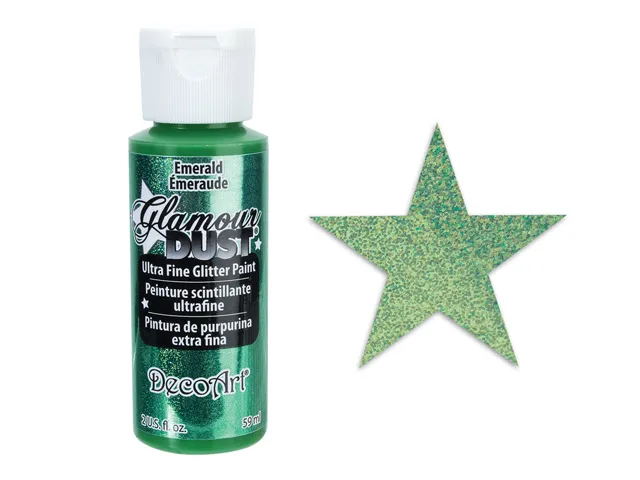 Emerald
Émeraude
Glamour
DUST®
Ultra Fine Glitter Paint
Peinture scintillante
ultrafine
Pintura de purpurina
extra fina
DecoArt®
2 U.S. fl. oz. 59 ml